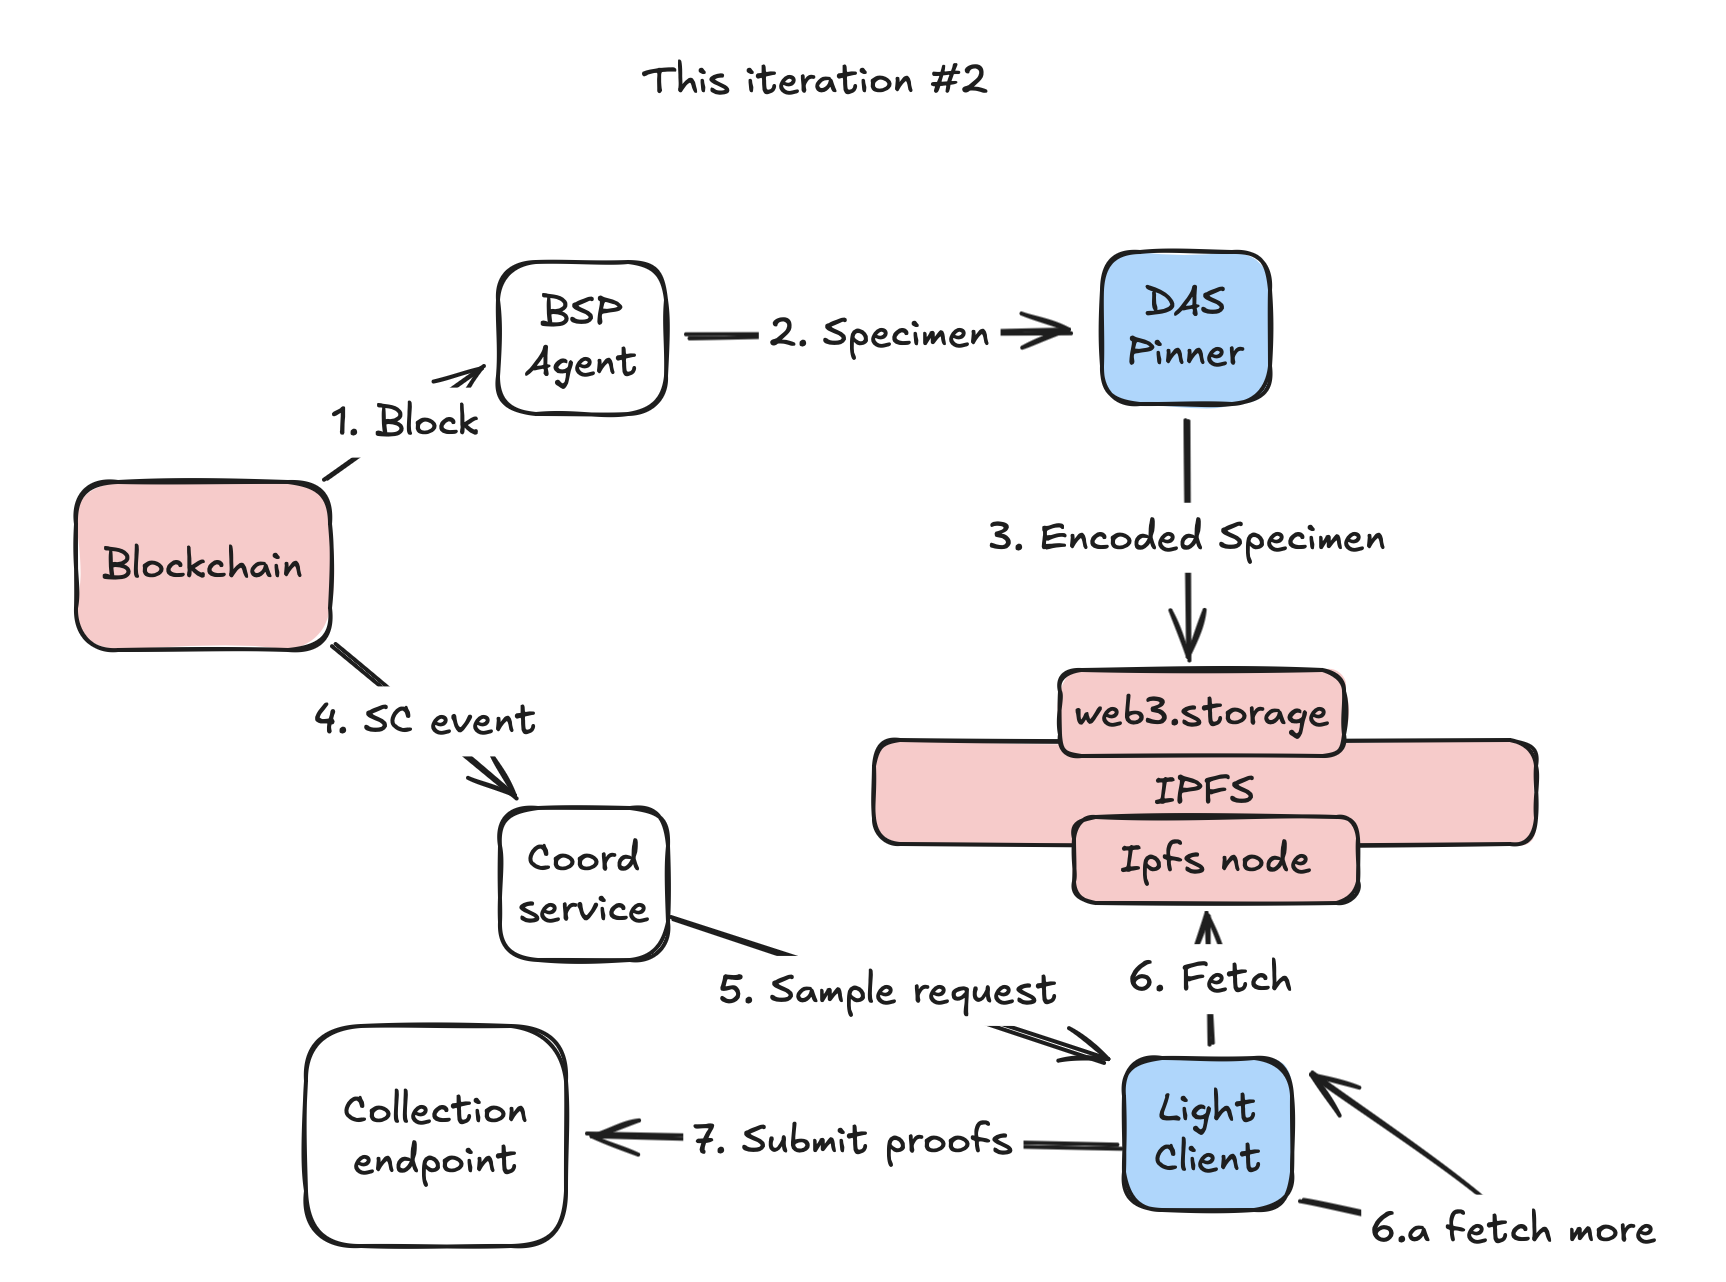 This iteration #2
BSP
Agent
2. Specimen
DAS
Pinner
1. Block
Blockchain
3. Encoded Specimen
4. SC event
web3.storage
IPFS
Ipfs node
Coord
service
5. Sample request
6. Fetch
Collection
endpoint
7. Submit proofs
Light
Client
6.a fetch more